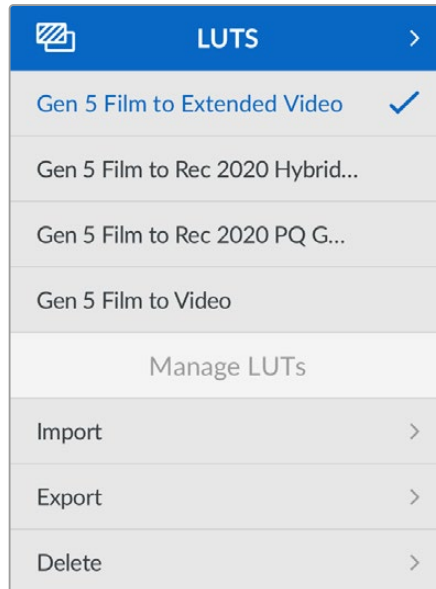 LUTS
Gen 5 Film to Extended Video
Gen 5 Film to Rec 2020 Hybrid...
Gen 5 Film to Rec 2020 PQ G...
Gen 5 Film to Video
Manage LUTs
Import
Export
Delete